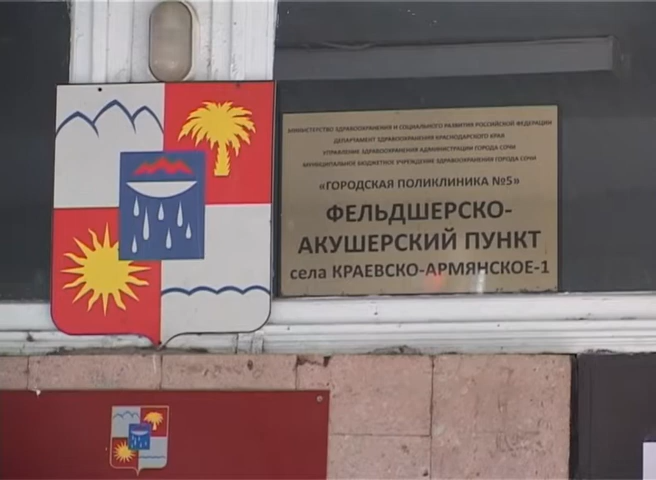 МИНИСТЕРСТВО ЗДРАВООХРАНЕНИЯ И СОЦИАЛЬНОГО РАЗВИТИЯ РОССИЙСКОЙ ФЕДЕРАЦИИ
ДЕПАРТАМЕНТ ЗДРАВООХРАНЕНИЯ КРАСНОДАРСКОГО КРАЯ
УПРАВЛЕНИЕ ЗДРАВООХРАНЕНИЯ АДМИНИСТРАЦИИ ГОРОДА СОЧИ
МУНИЦИПАЛЬНОЕ БЮДЖЕТНОЕ УЧРЕЖДЕНИЕ ЗДРАВООХРАНЕНИЯ ГОРОДА СОЧИ
«ГОРОДСКАЯ ПОЛИКЛИНИКА №5»
ФЕЛЬДШЕРСКО-
АКУШЕРСКИЙ ПУНКТ
села КРАЕВСКО-АРМЯНСКОЕ-1